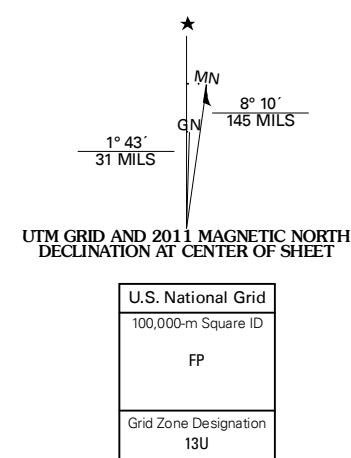 ★
MN
8° 10´
145 MILS
GN
1° 43´
31 MILS
UTM GRID AND 2011 MAGNETIC NORTH
DECLINATION AT CENTER OF SHEET
U.S. National Grid
100,000-m Square ID
FP
Grid Zone Designation
13U